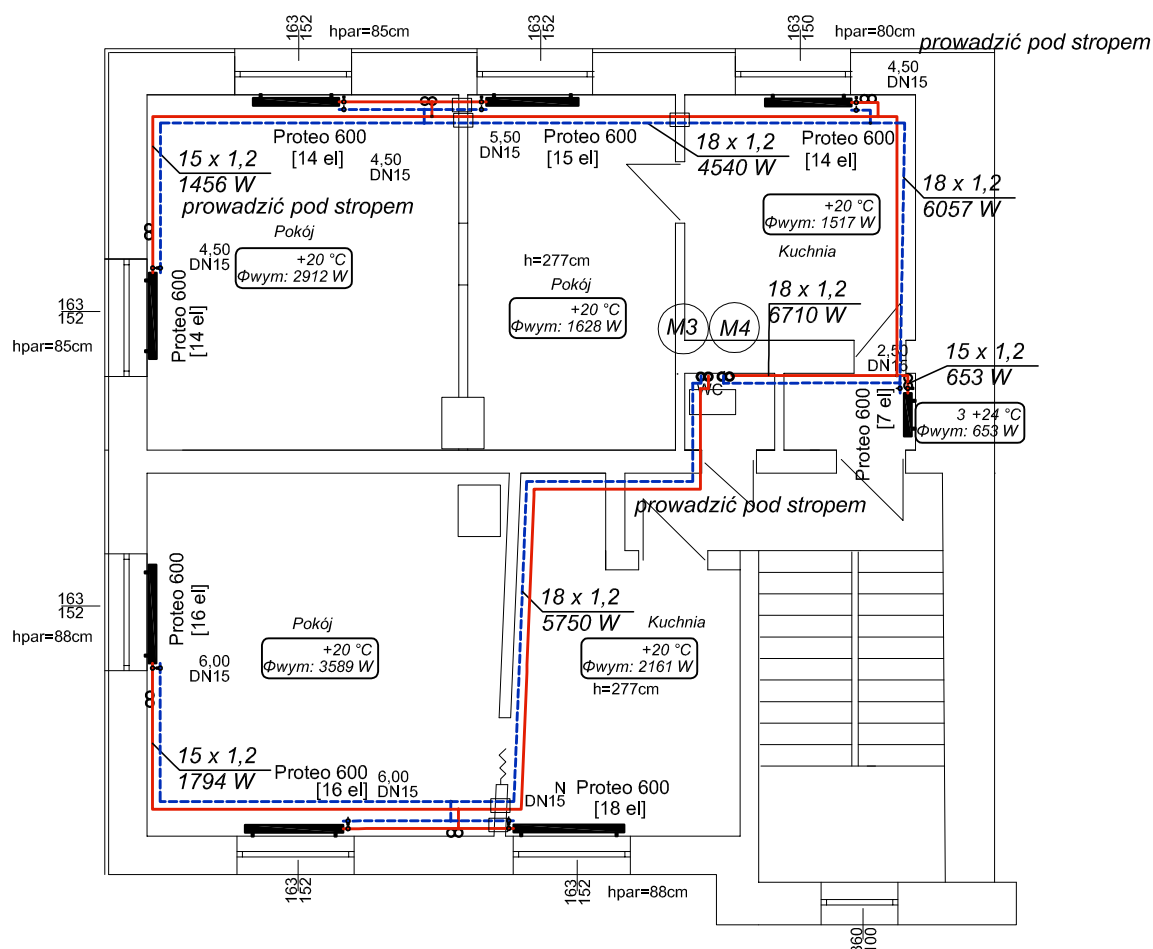 163
152
hpar=85cm
163
152
163
150
hpar=80cm
prowadzić pod stropem
4,50
DN15
Proteo 600
[14 el]
4,50
DN15
5,50
DN15
Proteo 600
[15 el]
18 x 1,2
4540 W
Proteo 600
[14 el]
15 x 1,2
1456 W
18 x 1,2
6057 W
prowadzić pod stropem
Pokój
+20 °C
Φwym: 2912 W
4,50
DN15
+20 °C
Φwym: 1517 W
Kuchnia
h=277cm
Pokój
+20 °C
Φwym: 1628 W
18 x 1,2
6710 W
163
152
hpar=85cm
Proteo 600
[14 el]
M3
M4
2,50
DN15
15 x 1,2
653 W
WC
Proteo 600
[7 el]
3 +24 °C
Φwym: 653 W
prowadzić pod stropem
163
152
hpar=88cm
Proteo 600
[16 el]
18 x 1,2
5750 W
Pokój
+20 °C
Φwym: 3589 W
Kuchnia
+20 °C
Φwym: 2161 W
h=277cm
6,00
DN15
15 x 1,2
1794 W
Proteo 600
[16 el]
6,00
DN15
N
DN15
Proteo 600
[18 el]
163
152
163
152
hpar=88cm
860
100